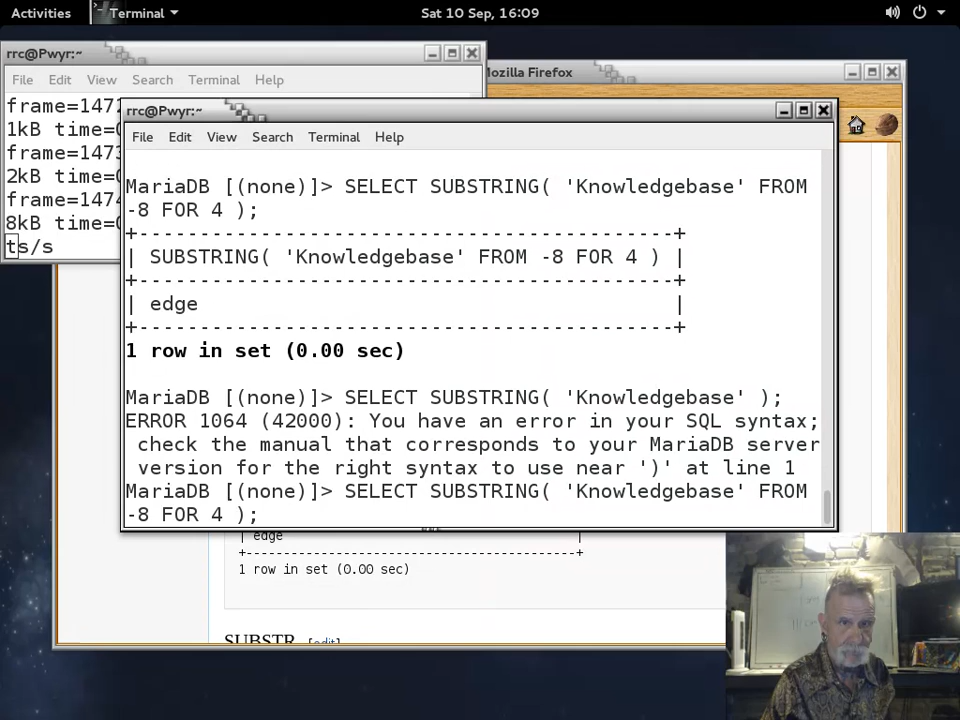 Activities Terminal Sat 10 Sep, 16:09
rrc@Pwyr:~
File Edit View Search Terminal Help
frame=1472
1kB time=
frame=1473
2kB time=
frame=1474
8kB time=
ts/s
Mozilla Firefox
rrc@Pwyr:~
File Edit View Search Terminal Help
MariaDB [(none)]> SELECT SUBSTRING( 'Knowledgebase' FROM
-8 FOR 4 );
+---------------------------------------------+
| SUBSTRING( 'Knowledgebase' FROM -8 FOR 4 ) |
+---------------------------------------------+
| edge |
+---------------------------------------------+
1 row in set (0.00 sec)
MariaDB [(none)]> SELECT SUBSTRING( 'Knowledgebase' );
ERROR 1064 (42000): You have an error in your SQL syntax;
check the manual that corresponds to your MariaDB server
version for the right syntax to use near ')' at line 1
MariaDB [(none)]> SELECT SUBSTRING( 'Knowledgebase' FROM
-8 FOR 4 );
| edge |
+--------------------------------------------+
1 row in set (0.00 sec)
SUBSTR [edit]